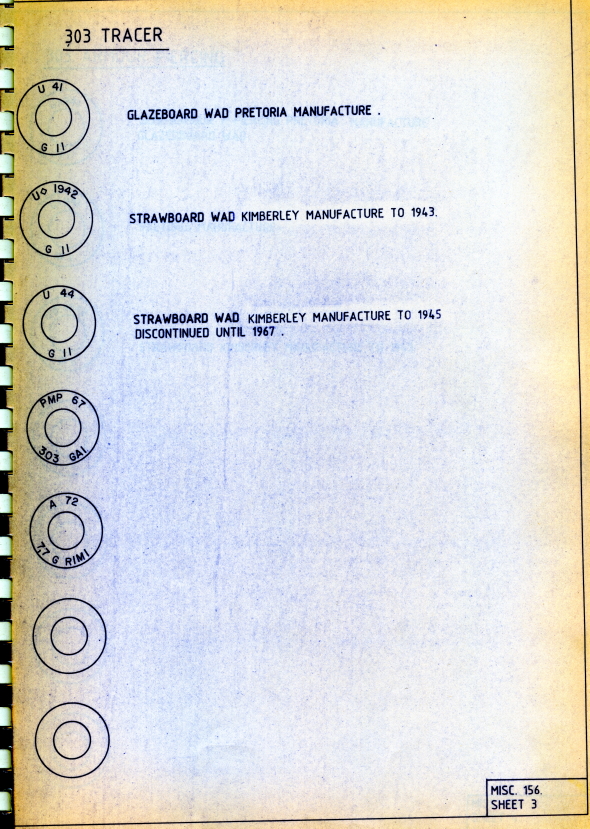 303 TRACER
U 41
G 11
GLAZEBOARD WAD PRETORIA MANUFACTURE .
U◇ 1942
G 11
STRAWBOARD WAD KIMBERLEY MANUFACTURE TO 1943.
U 44
G 11
STRAWBOARD WAD KIMBERLEY MANUFACTURE TO 1945
DISCONTINUED UNTIL 1967 .
PMP 67
303 GA1
A 72
7,7 G RIM1
MISC. 156.
SHEET 3